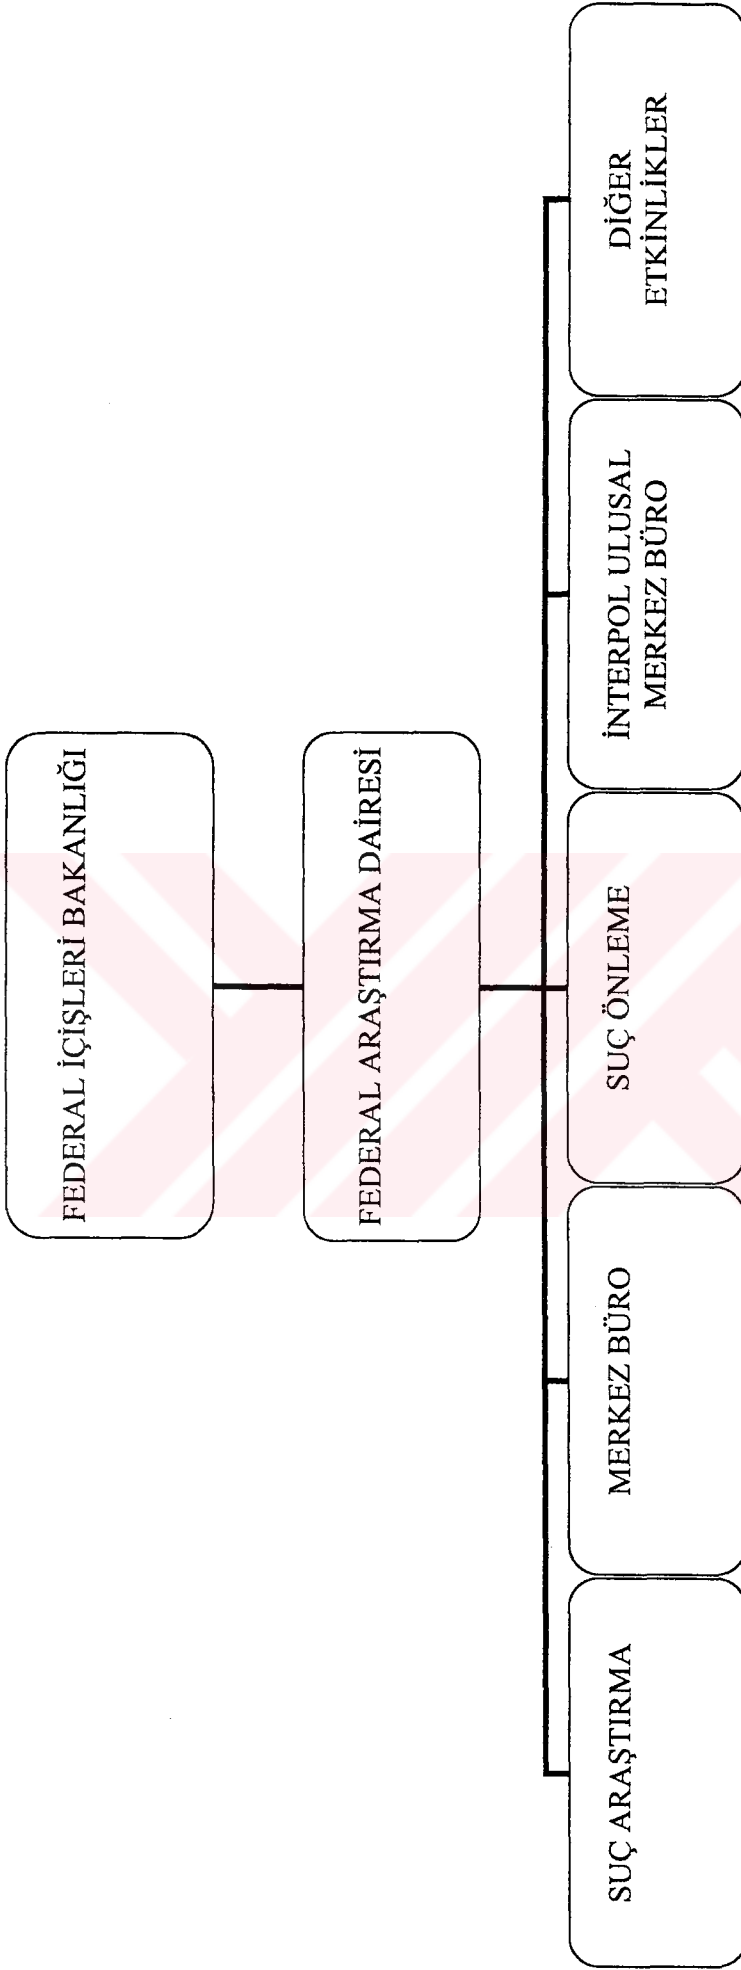 FEDERAL İÇİŞLERİ BAKANLIĞI
FEDERAL ARAŞTIRMA DAİRESİ
SUÇ ARAŞTIRMA
MERKEZ BÜRO
SUÇ ÖNLEME
İNTERPOL ULUSAL
MERKEZ BÜRO
DİĞER
ETKİNLİKLER